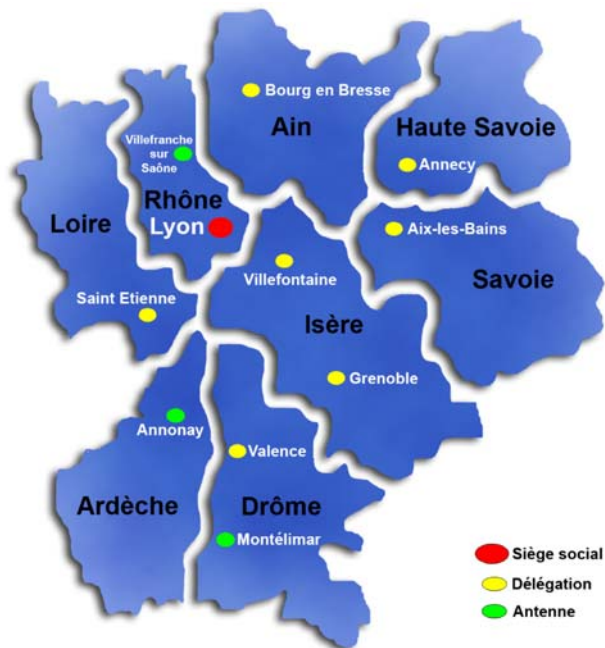 Bourg en Bresse
Ain
Haute Savoie
Annecy
Villefranche
sur
Saône
Rhône
Lyon
Loire
Aix-les-Bains
Savoie
Villefontaine
Isère
Saint Etienne
Grenoble
Annonay
Valence
Ardèche
Drôme
Montélimar
Siège social
Délégation
Antenne